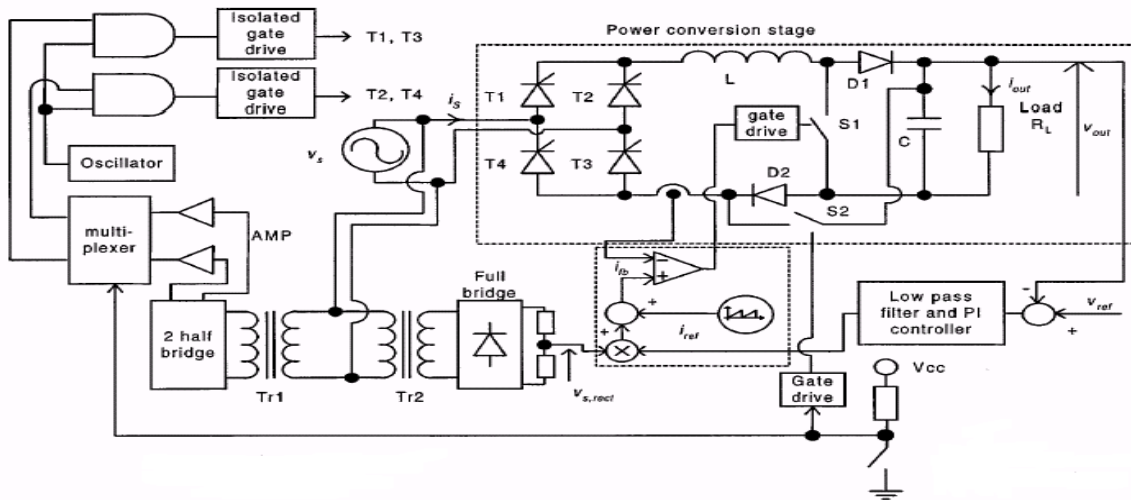 Isolated
gate
drive
T1, T3
Isolated
gate
drive
T2, T4
Oscillator
multi-
plexer
AMP
2 half
bridge
Tr1
Tr2
Full
bridge
vs,rect
vs
is
Power conversion stage
T1
T2
T4
T3
L
D1
gate
drive
S1
D2
S2
C
iout
Load
RL
vout
ifb
−
+
+
+
iref
Low pass
filter and PI
controller
-
+
vref
Vcc
Gate
drive